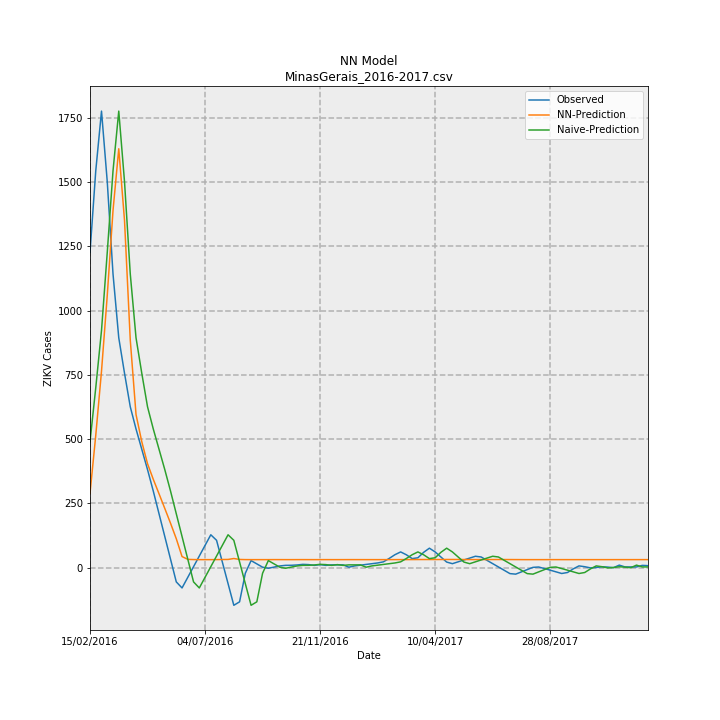 NN Model
MinasGerais_2016-2017.csv
Observed
NN-Prediction
Naive-Prediction
ZIKV Cases
1750
1500
1250
1000
750
500
250
0
15/02/2016 04/07/2016 21/11/2016 10/04/2017 28/08/2017
Date